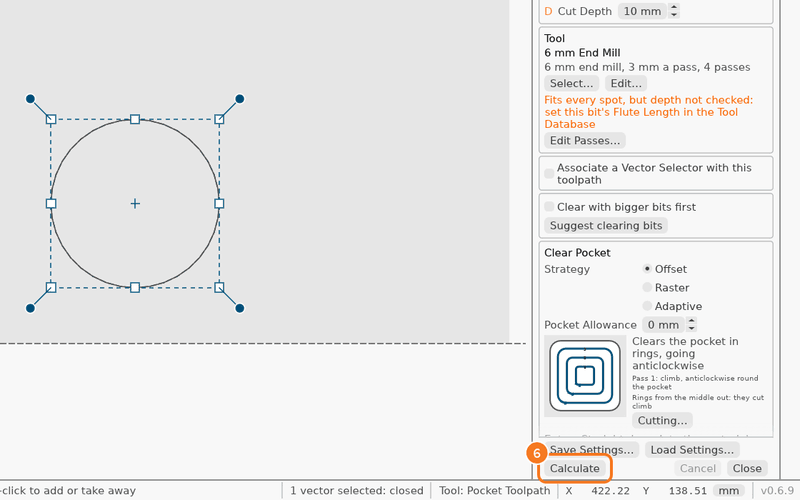 D Cut Depth 10 mm
Tool
6 mm End Mill
6 mm end mill, 3 mm a pass, 4 passes
Select... Edit...
Fits every spot, but depth not checked:
set this bit's Flute Length in the Tool
Database
Edit Passes...
Associate a Vector Selector with this
toolpath
Clear with bigger bits first
Suggest clearing bits
Clear Pocket
Strategy Offset
Raster
Adaptive
Pocket Allowance 0 mm
Clears the pocket in
rings, going
anticlockwise
Pass 1: climb, anticlockwise round
the pocket
Rings from the middle out: they cut
climb
Cutting...
6 Save Settings... Load Settings...
Calculate Cancel Close
-click to add or take away 1 vector selected: closed Tool: Pocket Toolpath X 422.22 Y 138.51 mm v0.6.9